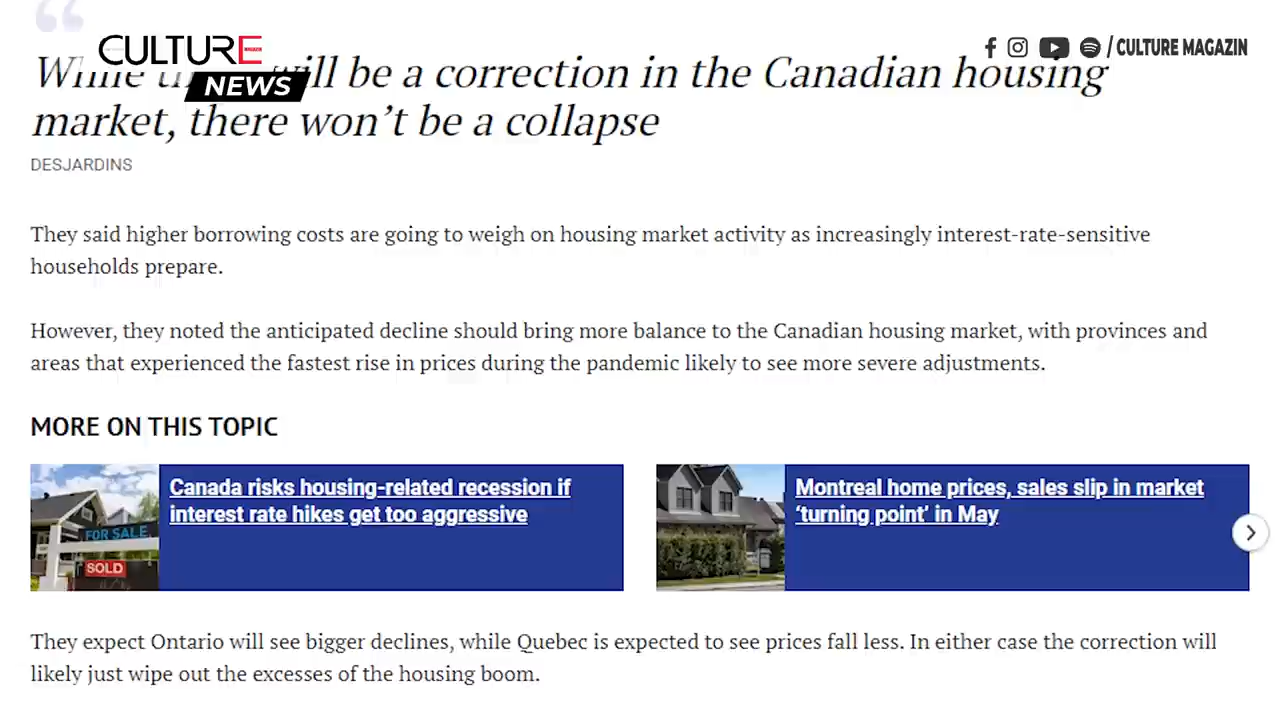 CULTURE
NEWS
/ CULTURE MAGAZIN
While will be a correction in the Canadian housing
market, there won't be a collapse
DESJARDINS
They said higher borrowing costs are going to weigh on housing market activity as increasingly interest-rate-sensitive
households prepare.
However, they noted the anticipated decline should bring more balance to the Canadian housing market, with provinces and
areas that experienced the fastest rise in prices during the pandemic likely to see more severe adjustments.
MORE ON THIS TOPIC
FOR SALE
SOLD
Canada risks housing-related recession if
interest rate hikes get too aggressive
Montreal home prices, sales slip in market
‘turning point’ in May
They expect Ontario will see bigger declines, while Quebec is expected to see prices fall less. In either case the correction will
likely just wipe out the excesses of the housing boom.